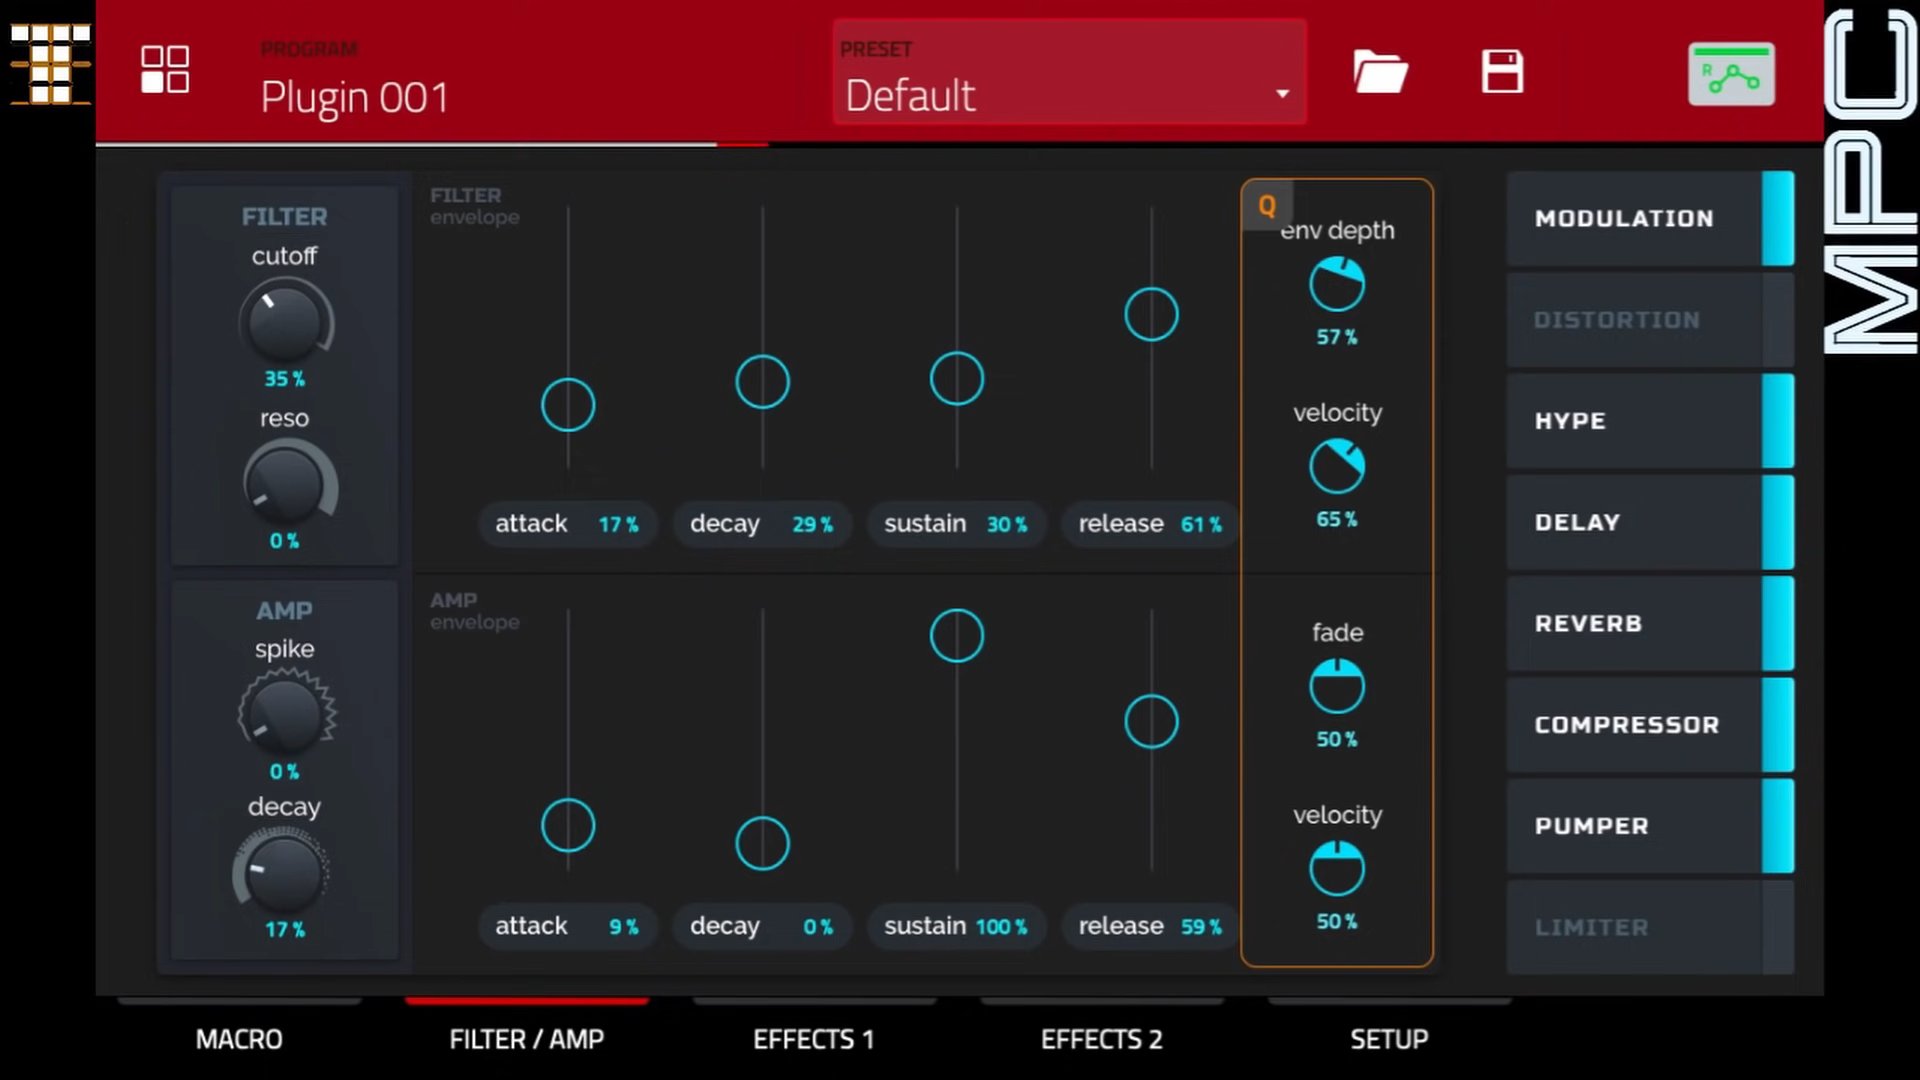 PROGRAM
Plugin 001
PRESET
Default
R
MPC
FILTER
cutoff
35 %
reso
0 %
FILTER
envelope
attack 17 %
decay 29 %
sustain 30 %
release 61 %
Q
env depth
57 %
velocity
65 %
AMP
spike
0 %
decay
17 %
AMP
envelope
attack 9 %
decay 0 %
sustain 100 %
release 59 %
fade
50 %
velocity
50 %
MODULATION
DISTORTION
HYPE
DELAY
REVERB
COMPRESSOR
PUMPER
LIMITER
MACRO
FILTER / AMP
EFFECTS 1
EFFECTS 2
SETUP